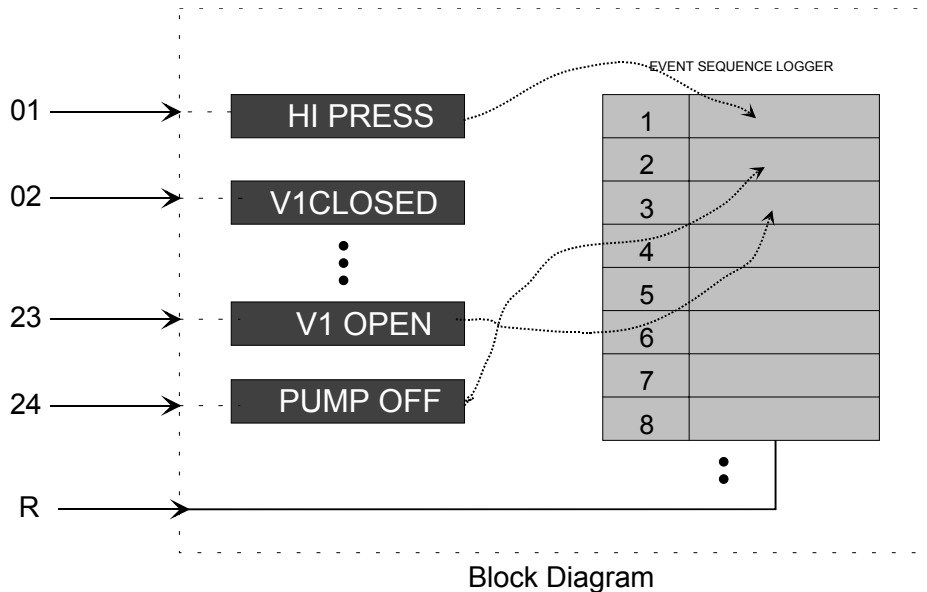 EVENT SEQUENCE LOGGER
01
HI PRESS
02
V1CLOSED
23
V1 OPEN
24
PUMP OFF
R
1
2
3
4
5
6
7
8
Block Diagram